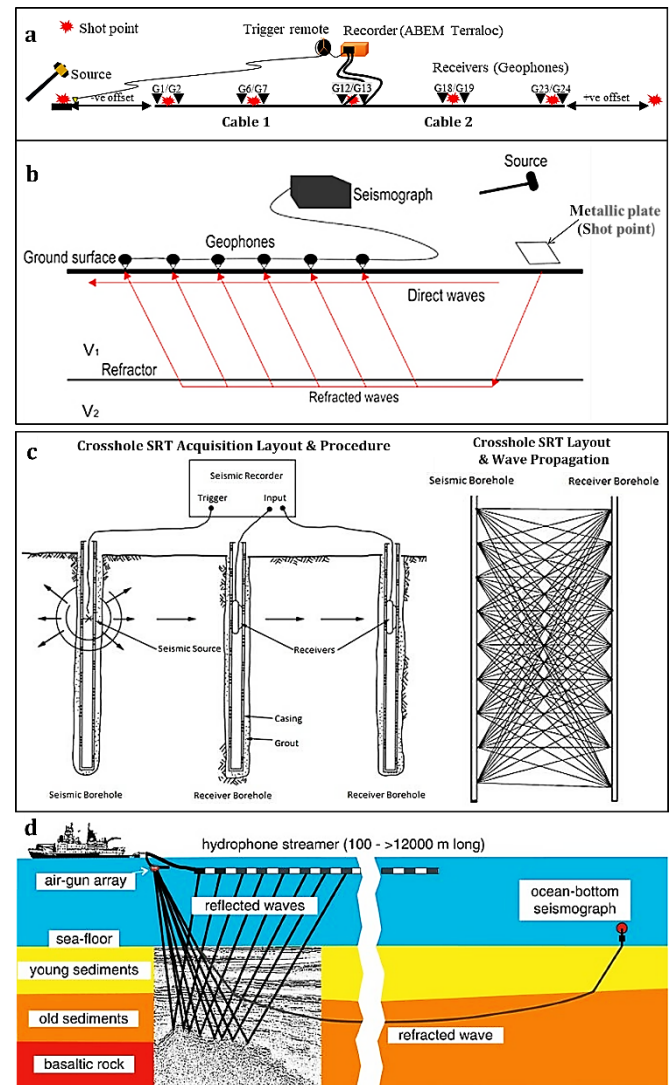 a
Shot point
Trigger remote
Recorder (ABEM Terraloc)
Source
Receivers (Geophones)
G1/G2
G6/G7
G12/G13
G18/G19
G23/G24
-ve offset
+ve offset
Cable 1
Cable 2
b
Source
Seismograph
Metallic plate
(Shot point)
Geophones
Ground surface
Direct waves
V1
Refractor
Refracted waves
V2
c
Crosshole SRT Acquisition Layout & Procedure
Seismic Recorder
Trigger
Input
Seismic Source
Receivers
Casing
Grout
Seismic Borehole
Receiver Borehole
Receiver Borehole
Crosshole SRT Layout
& Wave Propagation
Seismic Borehole
Receiver Borehole
d
hydrophone streamer (100 - >12000 m long)
air-gun array
reflected waves
ocean-bottom
seismograph
sea-floor
young sediments
old sediments
refracted wave
basaltic rock